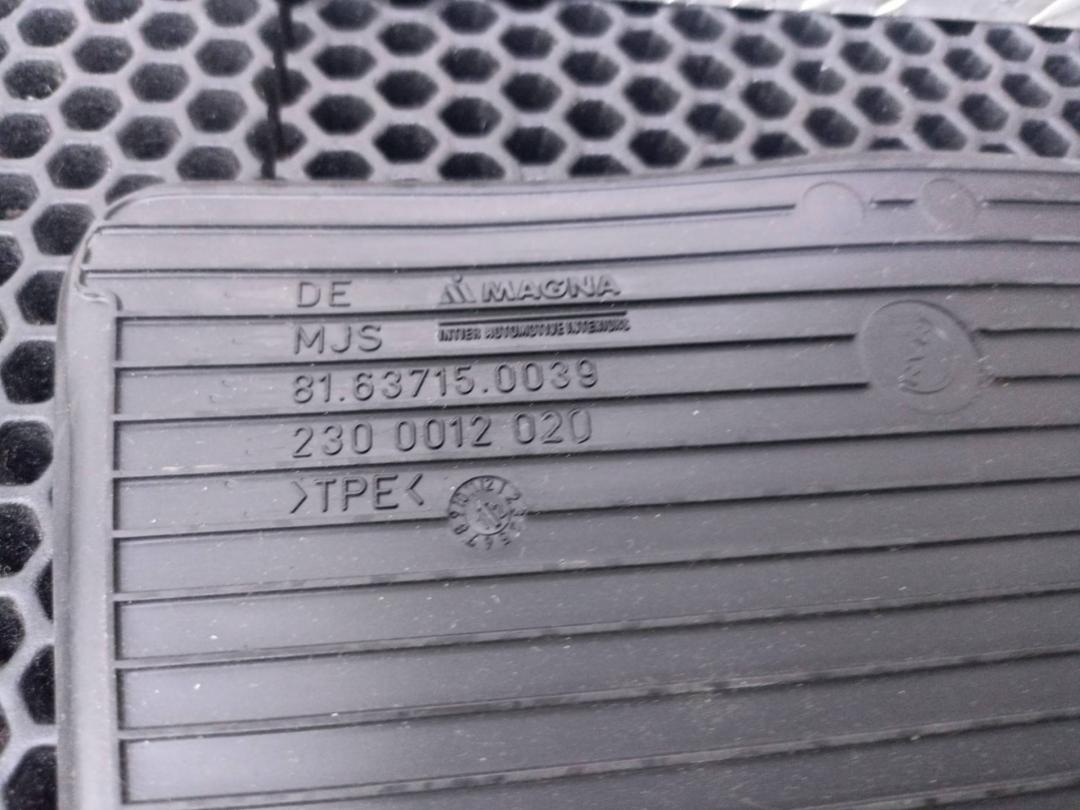 DE
MAGNA
MJS
INTIER AUTOMOTIVE INTERIORS
81.63715.0039
230 0012 020
>TPE<